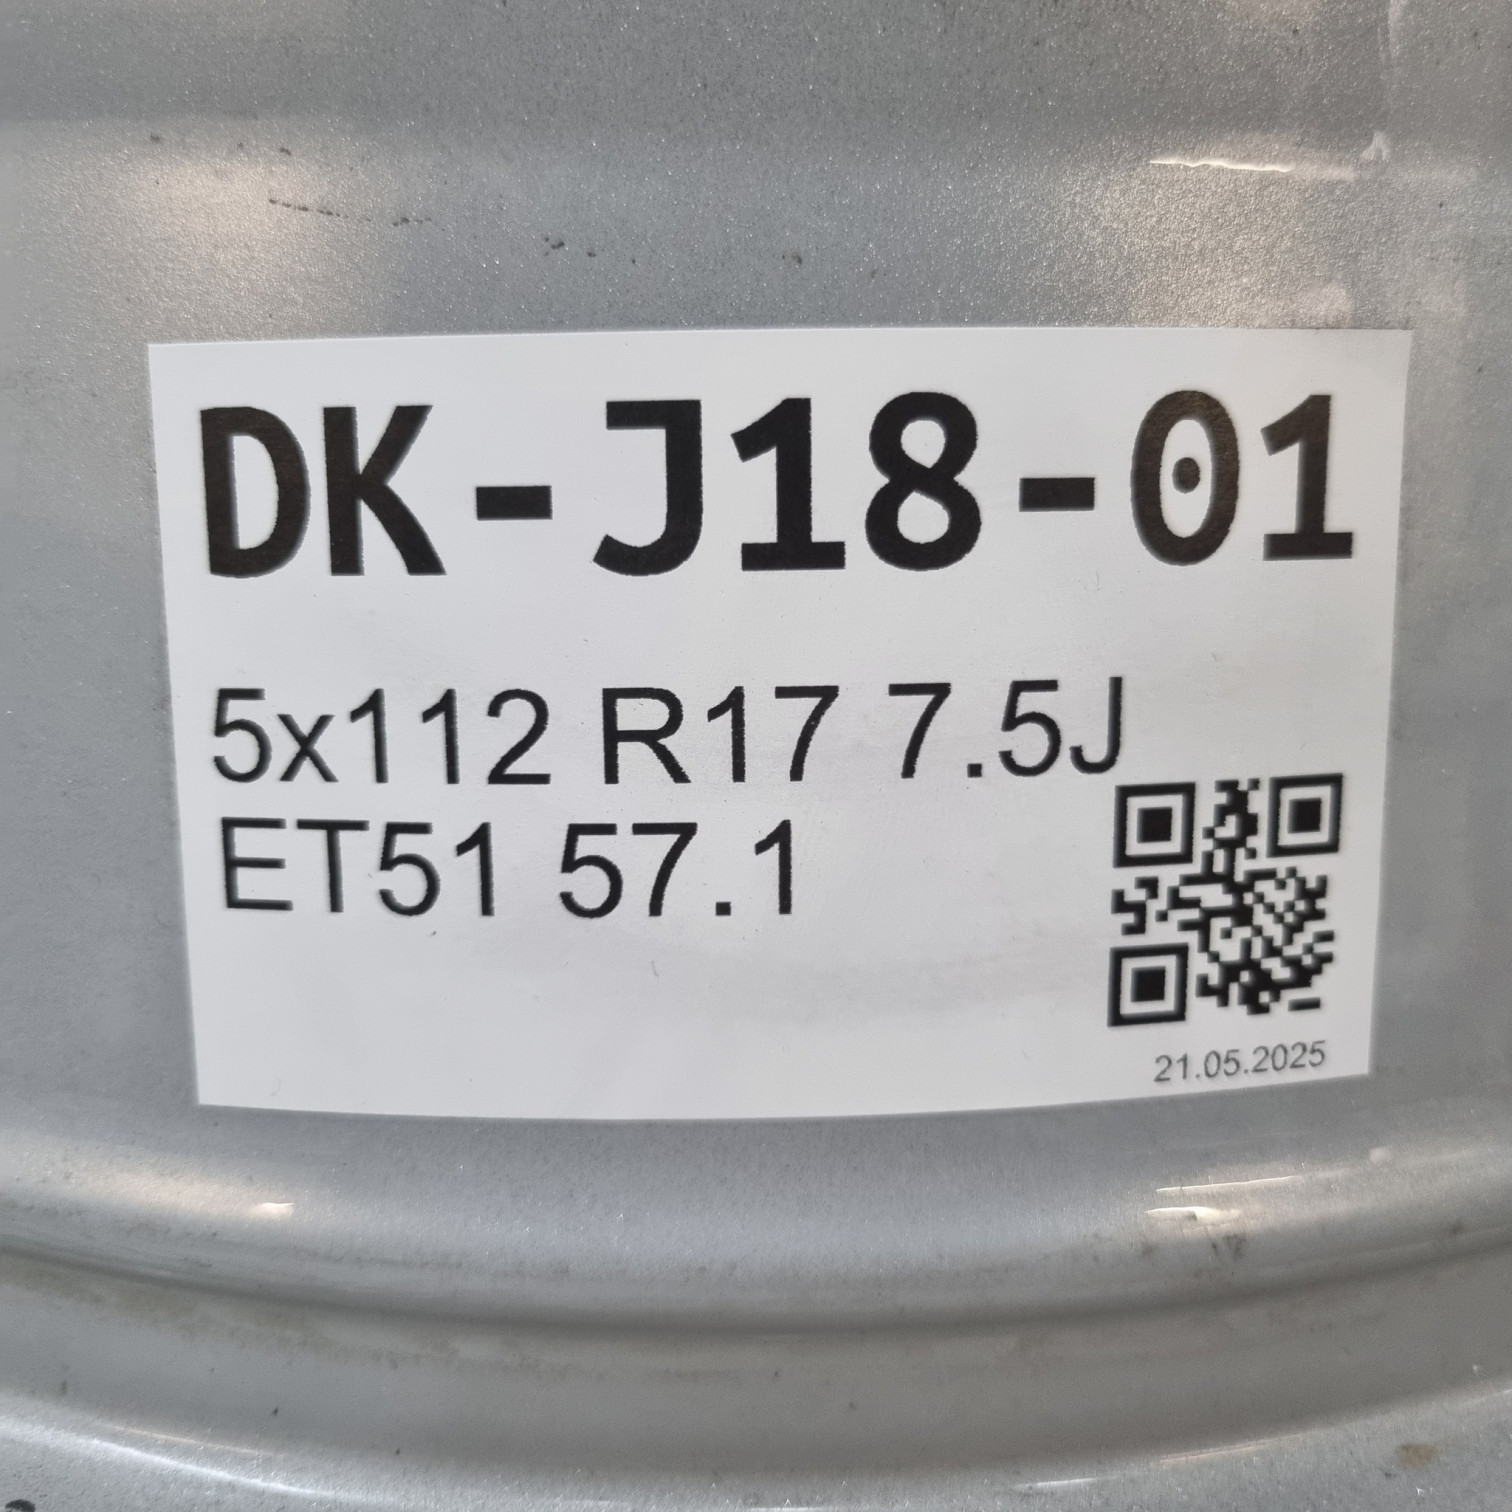 DK-J18-01
5x112 R17 7.5J
ET51 57.1
21.05.2025